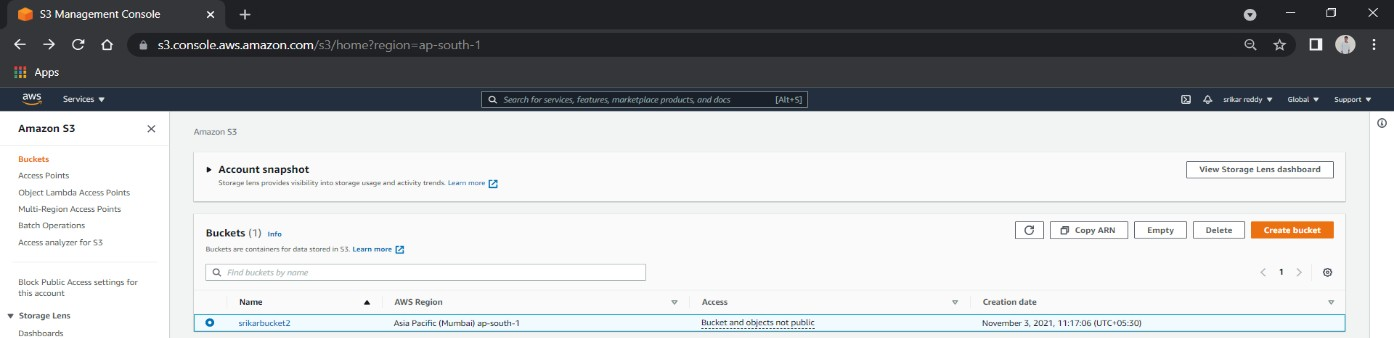 S3 Management Console
s3.console.aws.amazon.com/s3/home?region=ap-south-1
Apps
aws Services Search for services, features, marketplace products, and docs [Alt+S] srikar reddy Global Support
Amazon S3
Buckets
Access Points
Object Lambda Access Points
Multi-Region Access Points
Batch Operations
Access analyzer for S3
Block Public Access settings for
this account
Storage Lens
Dashboards
Amazon S3
Account snapshot
View Storage Lens dashboard
Storage lens provides visibility into storage usage and activity trends. Learn more
Buckets (1) Info
Copy ARN Empty Delete Create bucket
Buckets are containers for data stored in S3. Learn more
Find buckets by name
1
Name AWS Region Access Creation date
srikarbucket2 Asia Pacific (Mumbai) ap-south-1 Bucket and objects not public November 3, 2021, 11:17:06 (UTC+05:30)